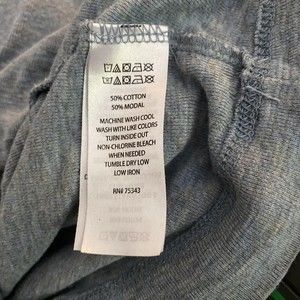 50% COTTON
50% MODAL
MACHINE WASH COOL
WASH WITH LIKE COLORS
TURN INSIDE OUT
NON-CHLORINE BLEACH
WHEN NEEDED
TUMBLE DRY LOW
LOW IRON
RN# 75343